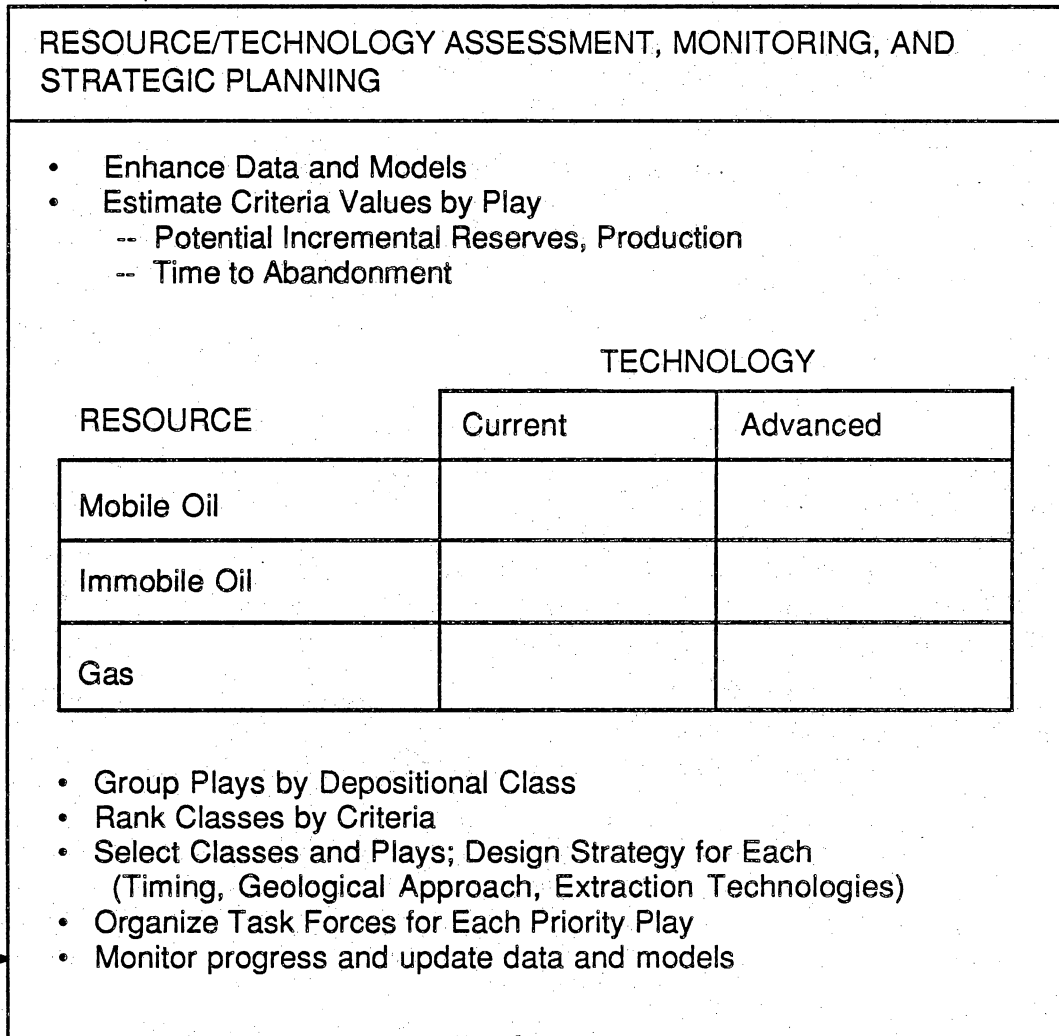 RESOURCE/TECHNOLOGY ASSESSMENT, MONITORING, AND
STRATEGIC PLANNING
• Enhance Data and Models
• Estimate Criteria Values by Play
-- Potential Incremental Reserves, Production
-- Time to Abandonment
TECHNOLOGY
RESOURCE Current Advanced
Mobile Oil
Immobile Oil
Gas
• Group Plays by Depositional Class
• Rank Classes by Criteria
• Select Classes and Plays; Design Strategy for Each
(Timing, Geological Approach, Extraction Technologies)
• Organize Task Forces for Each Priority Play
• Monitor progress and update data and models